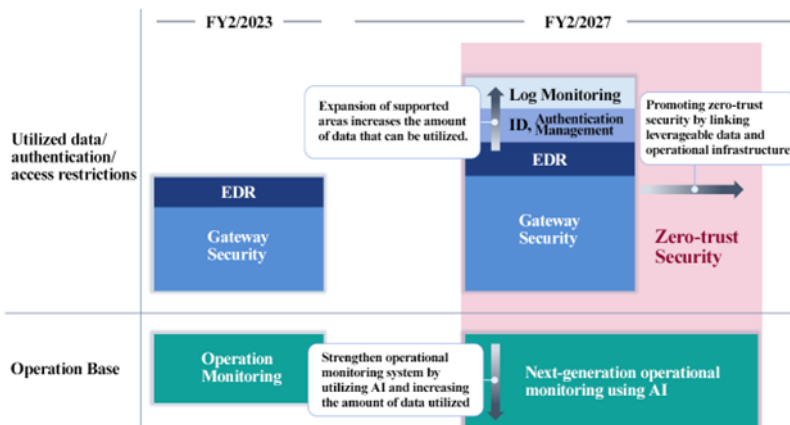 FY2/2023
FY2/2027
Utilized data/
authentication/
access restrictions
EDR
Gateway
Security
Expansion of supported
areas increases the amount
of data that can be utilized.
Log Monitoring
ID, Authentication
Management
EDR
Gateway
Security
Promoting zero-trust
security by linking
leverageable data and
operational infrastructure
Zero-trust
Security
Operation Base
Operation
Monitoring
Strengthen operational
monitoring system by
utilizing AI and increasing
the amount of data utilized
Next-generation operational
monitoring using AI